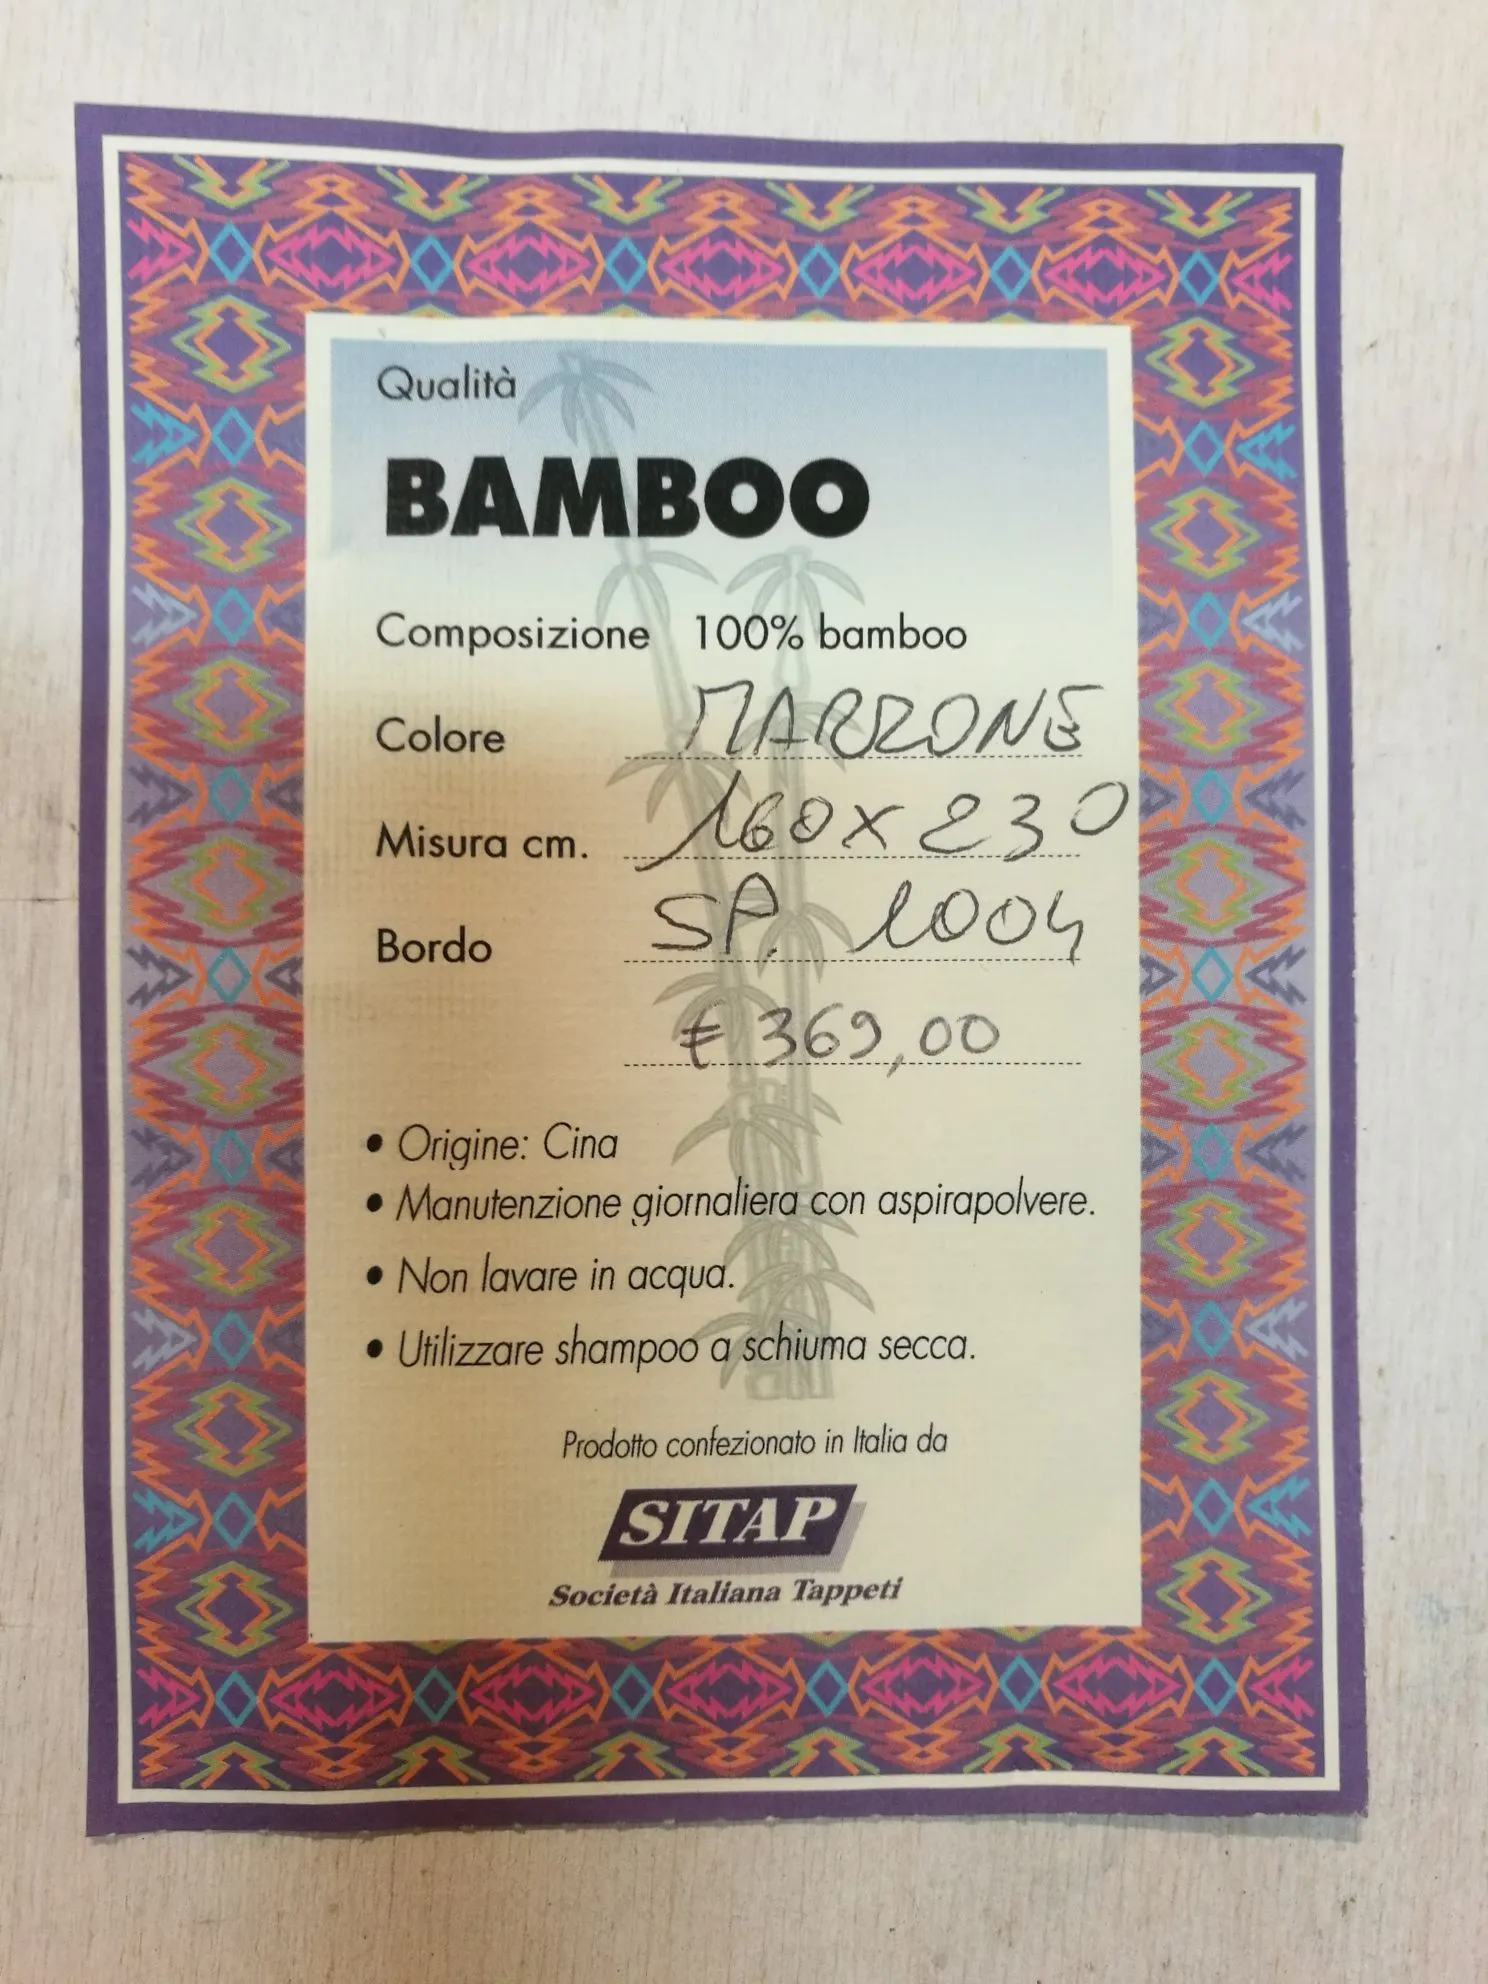 Qualità
BAMBOO
Composizione 100% bamboo
Colore MARRONE
Misura cm. 160x230
Bordo SP. 1004
€ 369,00
• Origine: Cina
• Manutenzione giornaliera con aspirapolvere.
• Non lavare in acqua.
• Utilizzare shampoo a schiuma secca.
Prodotto confezionato in Italia da
SITAP
Società Italiana Tappeti